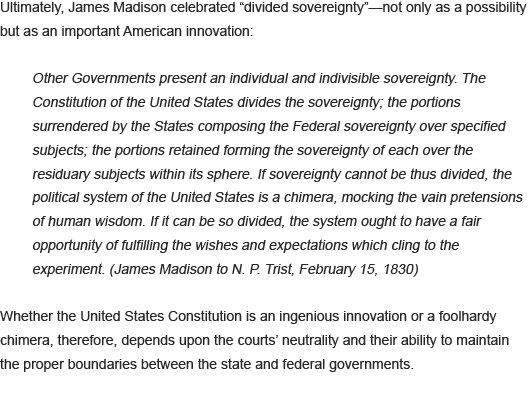 Ultimately, James Madison celebrated “divided sovereignty”—not only as a possibility
but as an important American innovation:
Other Governments present an individual and indivisible sovereignty. The
Constitution of the United States divides the sovereignty; the portions
surrendered by the States composing the Federal sovereignty over specified
subjects; the portions retained forming the sovereignty of each over the
residuary subjects within its sphere. If sovereignty cannot be thus divided, the
political system of the United States is a chimera, mocking the vain pretensions
of human wisdom. If it can be so divided, the system ought to have a fair
opportunity of fulfilling the wishes and expectations which cling to the
experiment. (James Madison to N. P. Trist, February 15, 1830)
Whether the United States Constitution is an ingenious innovation or a foolhardy
chimera, therefore, depends upon the courts’ neutrality and their ability to maintain
the proper boundaries between the state and federal governments.